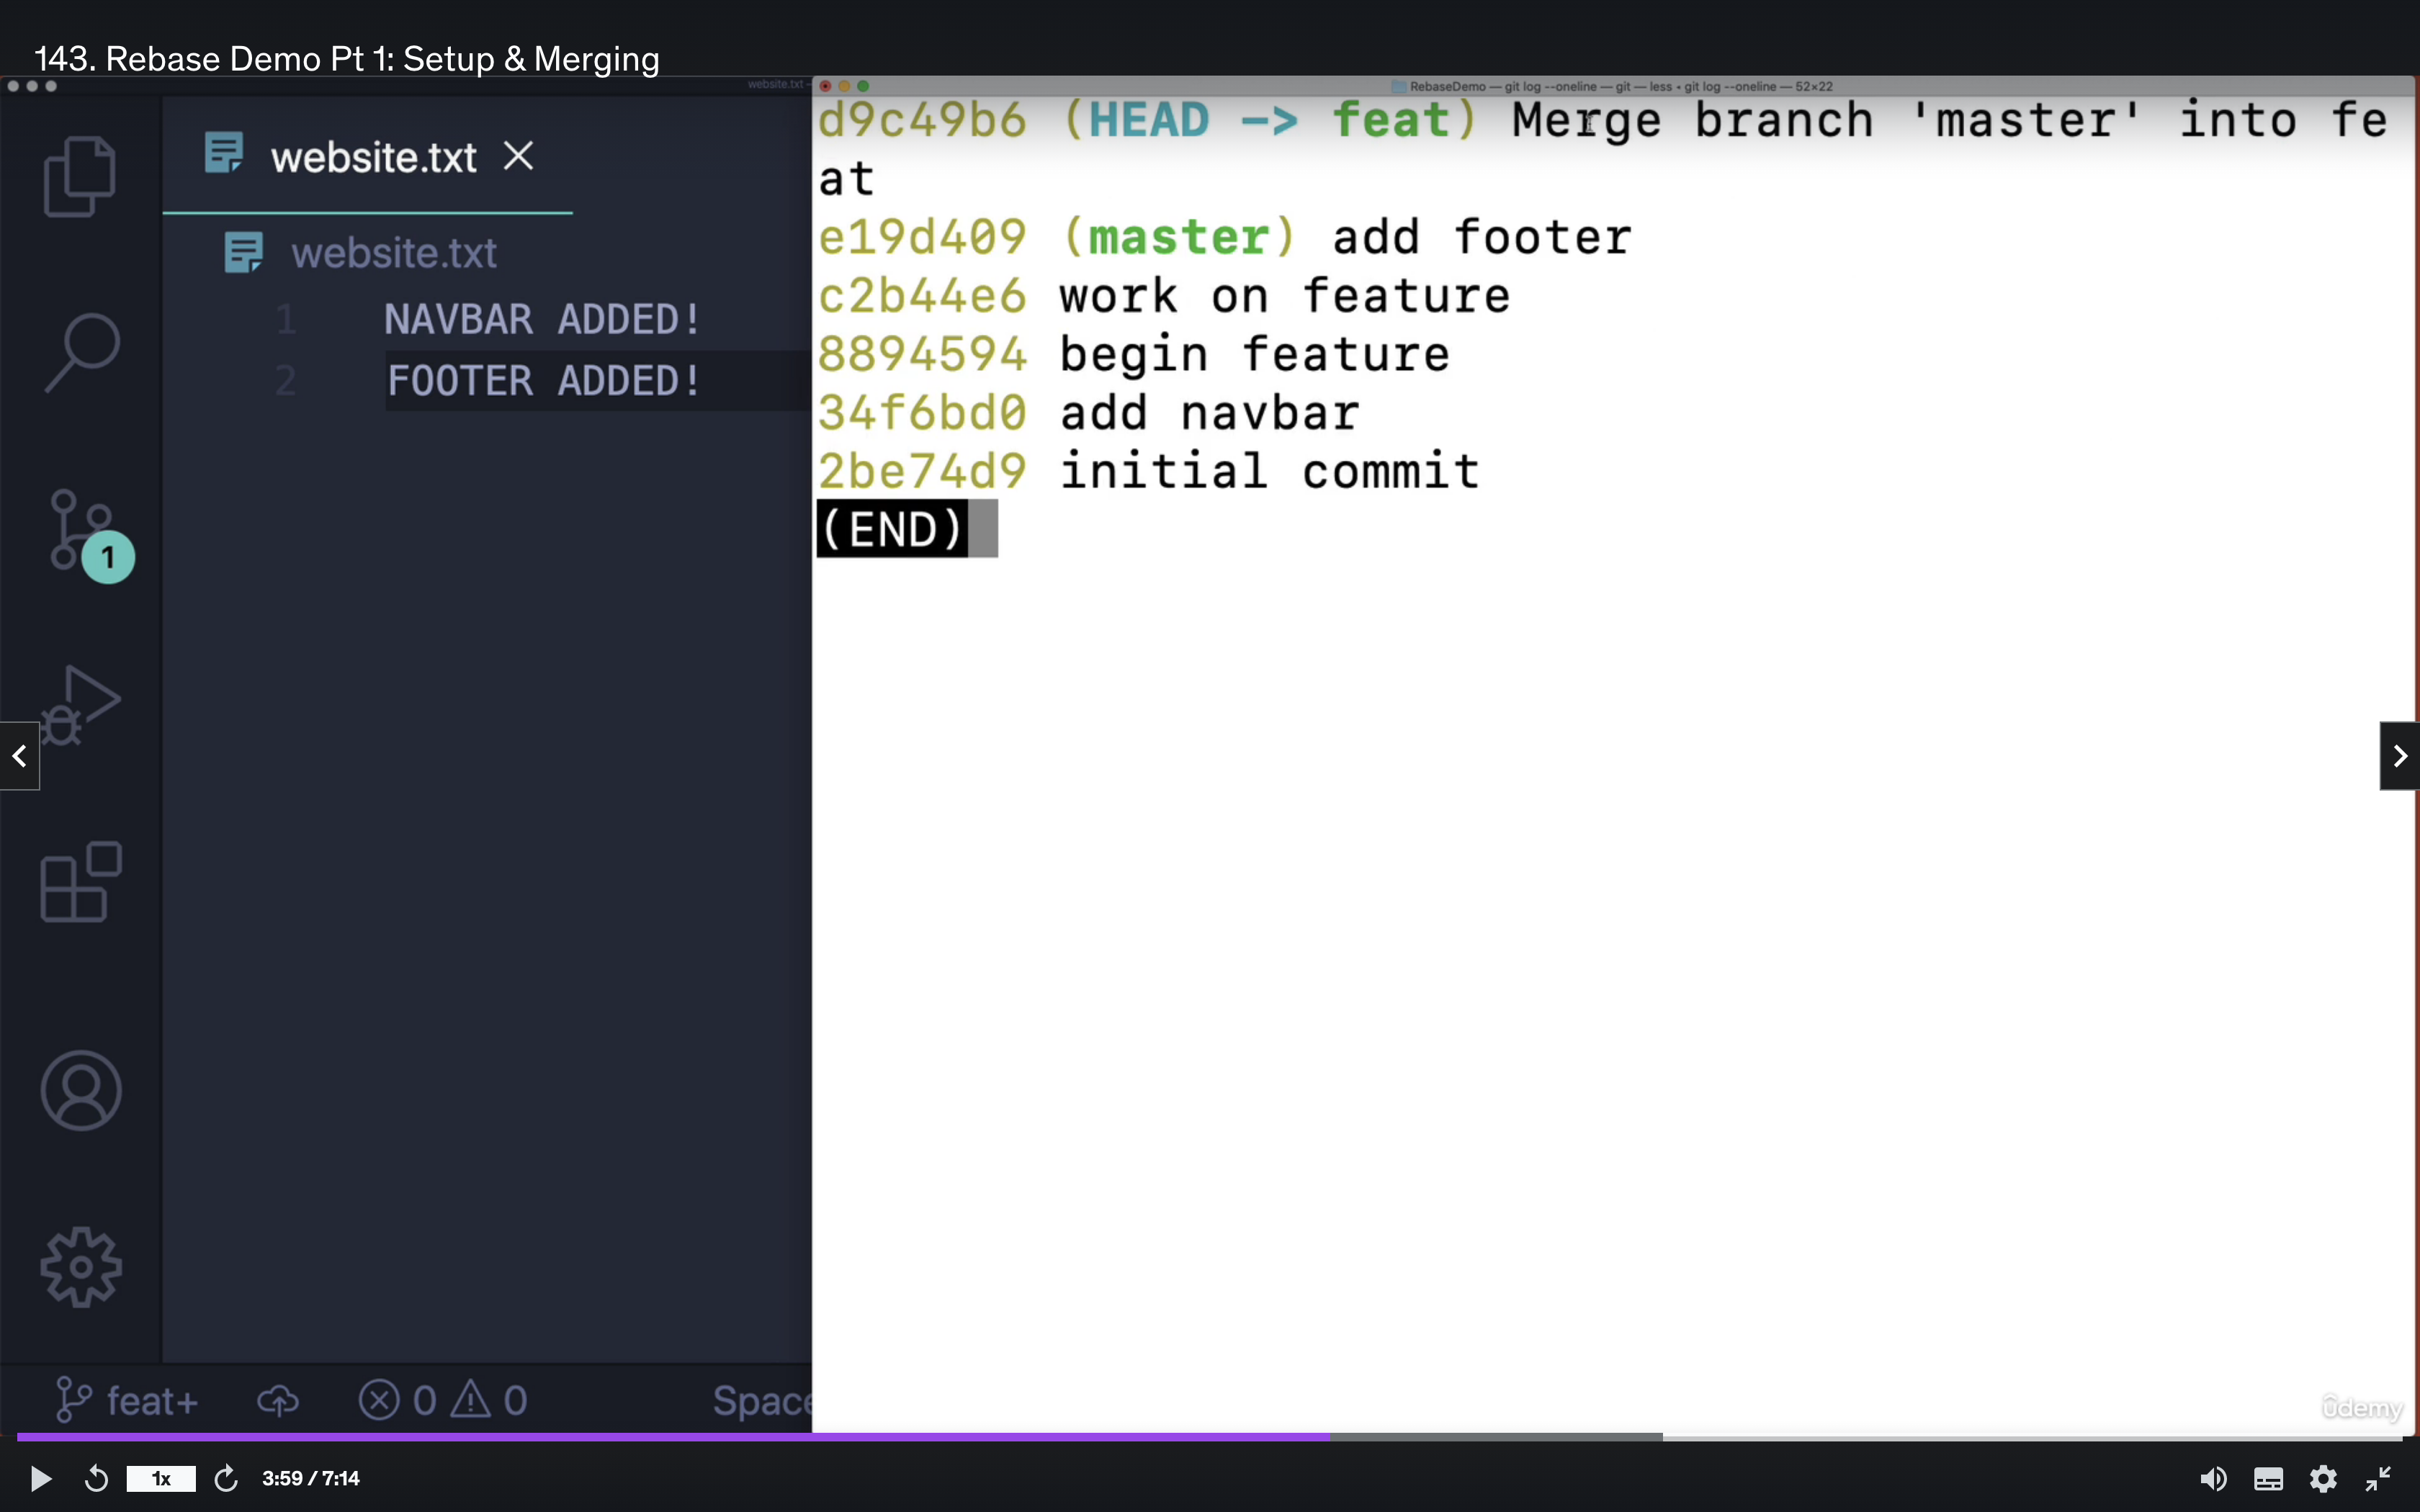 143. Rebase Demo Pt 1: Setup & Merging
website.txt —
RebaseDemo — git log --oneline — git — less ◂ git log --oneline — 52×22
website.txt
website.txt
1 NAVBAR ADDED!
2 FOOTER ADDED!
d9c49b6 (HEAD -> feat) Merge branch 'master' into fe
at
e19d409 (master) add footer
c2b44e6 work on feature
8894594 begin feature
34f6bd0 add navbar
2be74d9 initial commit
(END)
1
feat+ 0 0 Space
udemy
1x 3:59 / 7:14